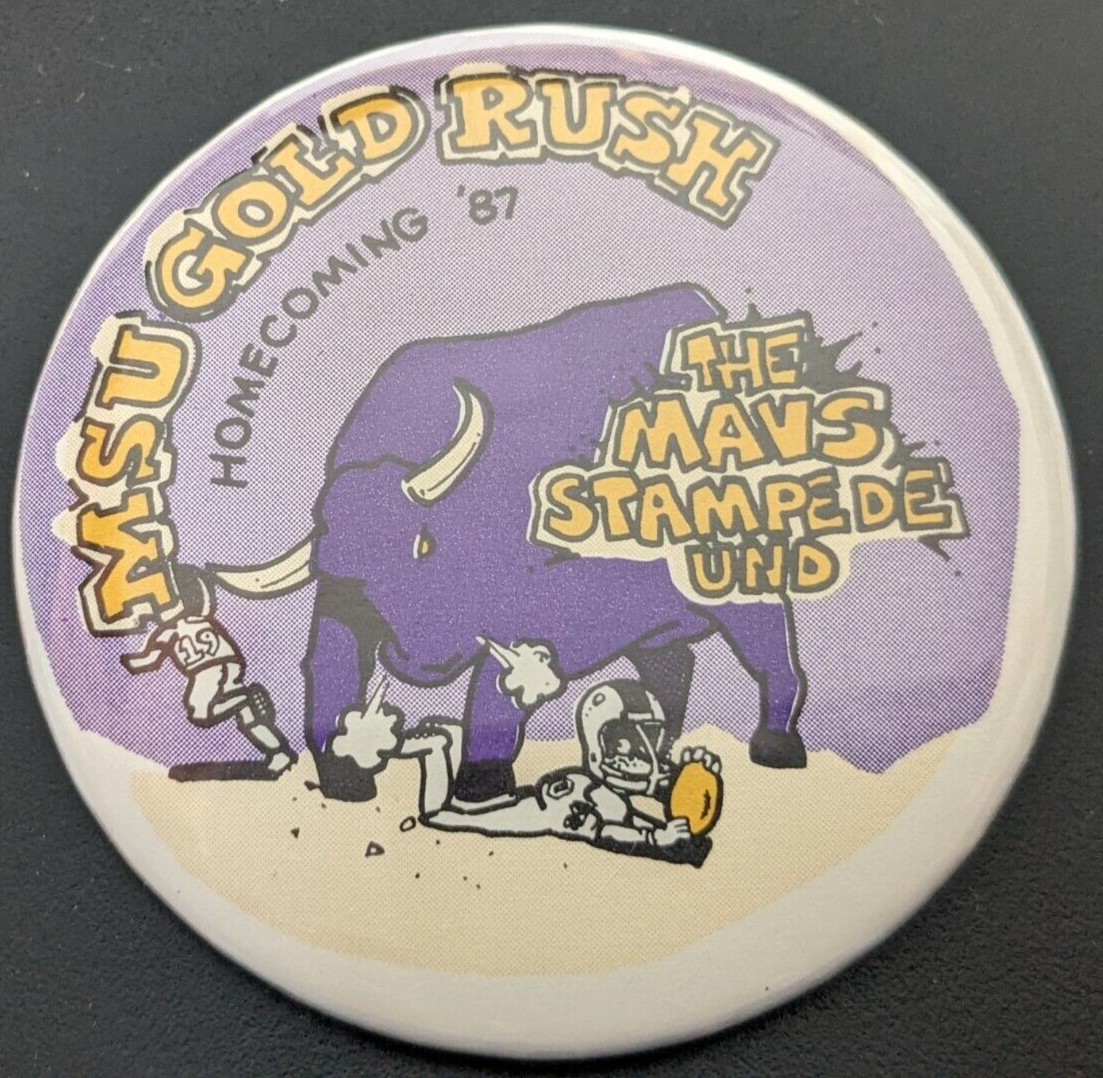 MSU GOLD RUSH
HOMECOMING '87
THE
MAVS
STAMPEDE
UND
19